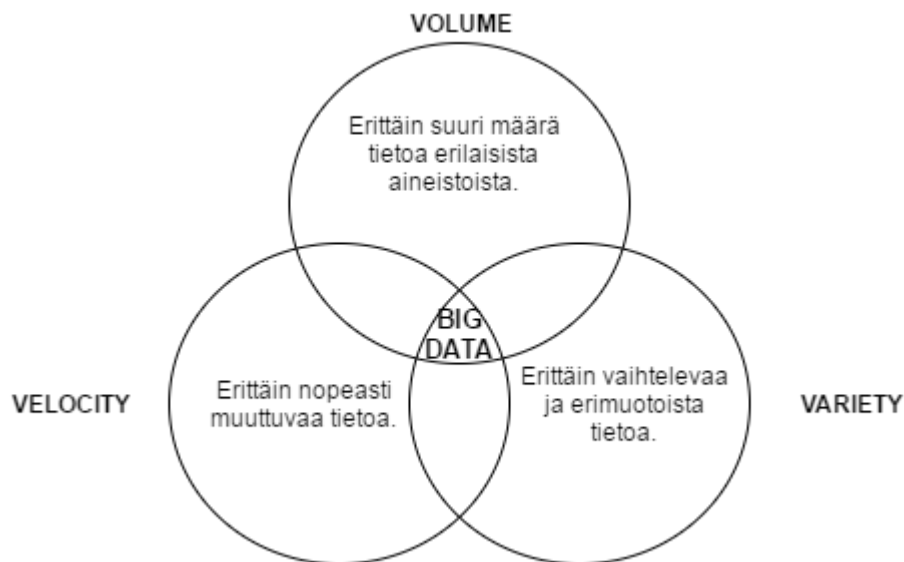 VOLUME
Erittäin suuri määrä
tietoa erilaisista
aineistoista.
BIG
DATA
VELOCITY
Erittäin nopeasti
muuttuvaa tietoa.
Erittäin vaihtelevaa
ja erimuotoista
tietoa.
VARIETY